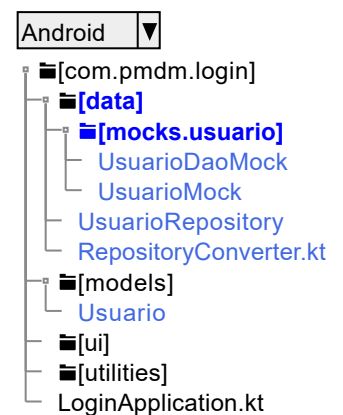 Android
[com.pmdm.login]
[data]
[mocks.usuario]
UsuarioDaoMock
UsuarioMock
UsuarioRepository
RepositoryConverter.kt
[models]
Usuario
[ui]
[utilities]
LoginApplication.kt